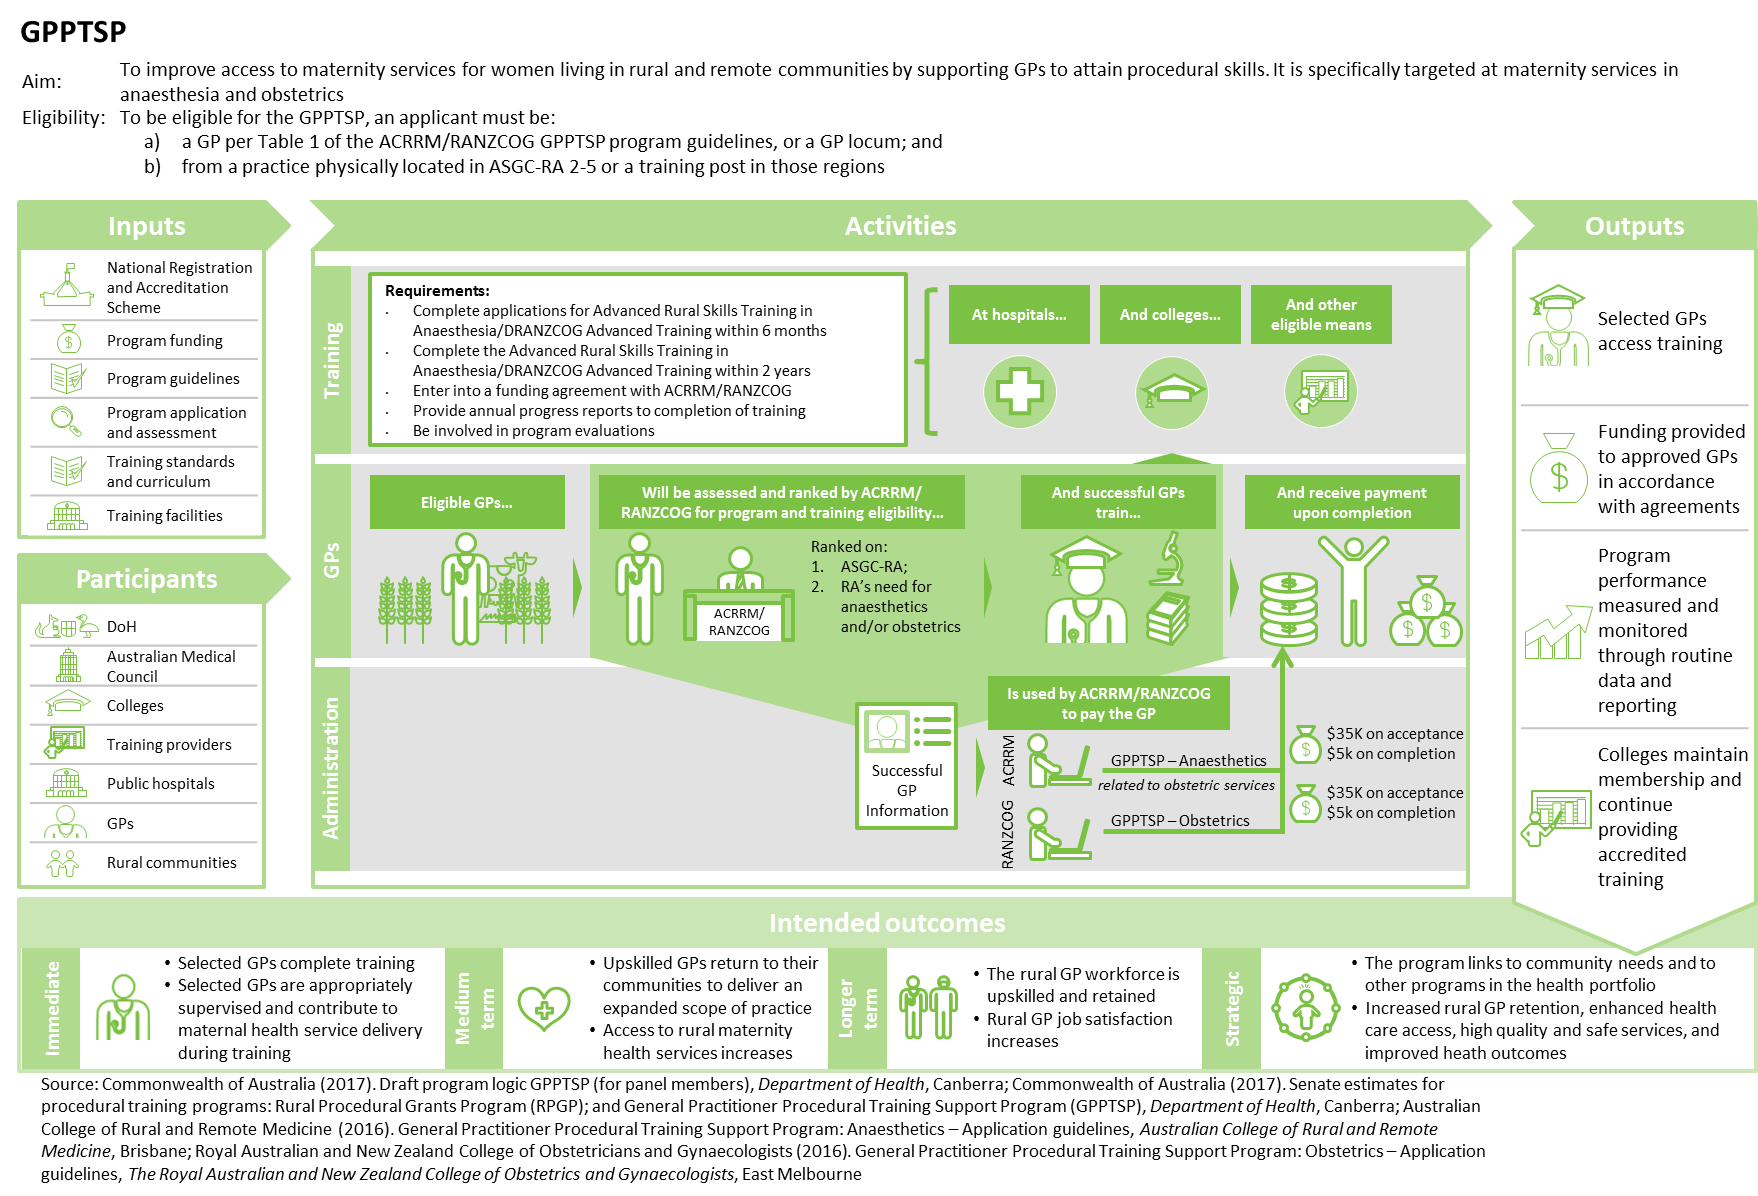 GPPTSP
Aim:
To improve access to maternity services for women living in rural and remote communities by supporting GPs to attain procedural skills. It is specifically targeted at maternity services in
anaesthesia and obstetrics
Eligibility: To be eligible for the GPPTSP, an applicant must be:
a) a GP per Table 1 of the ACRRM/RANZCOG GPPTSP program guidelines, or a GP locum; and
b) from a practice physically located in ASGC-RA 2-5 or a training post in those regions
Inputs
National Registration
and Accreditation
Scheme
Program funding
Program guidelines
Program application
and assessment
Training standards
and curriculum
Training facilities
Participants
DoH
Australian Medical
Council
Colleges
Training providers
Public hospitals
GPs
Rural communities
Activities
Training
Requirements:
· Complete applications for Advanced Rural Skills Training in
Anaesthesia/DRANZCOG Advanced Training within 6 months
· Complete the Advanced Rural Skills Training in
Anaesthesia/DRANZCOG Advanced Training within 2 years
· Enter into a funding agreement with ACRRM/RANZCOG
· Provide annual progress reports to completion of training
· Be involved in program evaluations
At hospitals...
And colleges...
And other
eligible means
GPs
Eligible GPs...
Will be assessed and ranked by ACRRM/
RANZCOG for program and training eligibility...
ACRRM/
RANZCOG
Ranked on:
1. ASGC-RA;
2. RA's need for
anaesthetics
and/or obstetrics
And successful GPs
train...
And receive payment
upon completion
Administration
Successful
GP
Information
Is used by ACRRM/RANZCOG
to pay the GP
ACRRM
GPPTSP – Anaesthetics
related to obstetric services
RANZCOG
GPPTSP – Obstetrics
$35K on acceptance
$5k on completion
$35K on acceptance
$5k on completion
Outputs
Selected GPs
access training
Funding provided
to approved GPs
in accordance
with agreements
Program
performance
measured and
monitored
through routine
data and
reporting
Colleges maintain
membership and
continue
providing
accredited
training
Intended outcomes
Immediate
• Selected GPs complete training
• Selected GPs are appropriately
supervised and contribute to
maternal health service delivery
during training
Medium
term
• Upskilled GPs return to their
communities to deliver an
expanded scope of practice
• Access to rural maternity
health services increases
Longer
term
• The rural GP workforce is
upskilled and retained
• Rural GP job satisfaction
increases
Strategic
• The program links to community needs and to
other programs in the health portfolio
• Increased rural GP retention, enhanced health
care access, high quality and safe services, and
improved heath outcomes
Source: Commonwealth of Australia (2017). Draft program logic GPPTSP (for panel members), Department of Health, Canberra; Commonwealth of Australia (2017). Senate estimates for
procedural training programs: Rural Procedural Grants Program (RPGP); and General Practitioner Procedural Training Support Program (GPPTSP), Department of Health, Canberra; Australian
College of Rural and Remote Medicine (2016). General Practitioner Procedural Training Support Program: Anaesthetics – Application guidelines, Australian College of Rural and Remote
Medicine, Brisbane; Royal Australian and New Zealand College of Obstetricians and Gynaecologists (2016). General Practitioner Procedural Training Support Program: Obstetrics – Application
guidelines, The Royal Australian and New Zealand College of Obstetrics and Gynaecologists, East Melbourne